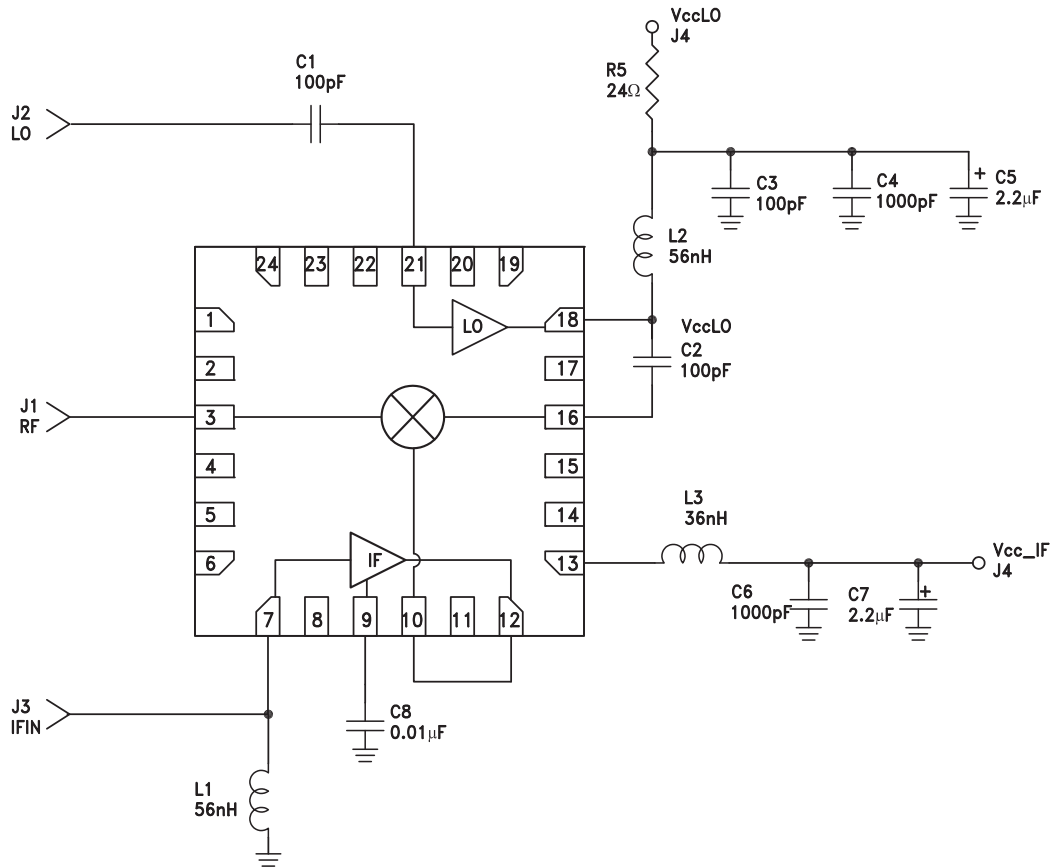 VccLO
J4
R5
24Ω
C1
100pF
J2
LO
C3
100pF
C4
1000pF
+
C5
2.2µF
L2
56nH
24
23
22
21
20
19
1
2
3
4
5
6
LO
18
17
16
15
14
13
VccLO
C2
100pF
J1
RF
L3
36nH
Vcc_IF
J4
C6
1000pF
C7
2.2µF
+
IF
7
8
9
10
11
12
J3
IFIN
C8
0.01µF
L1
56nH